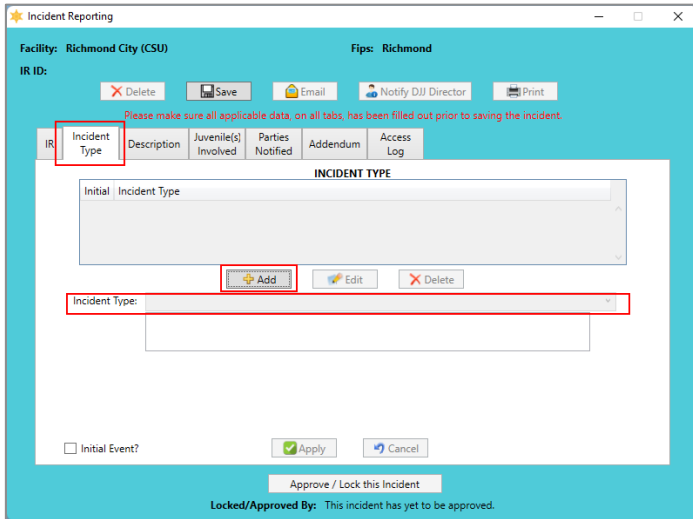 Incident Reporting
Facility: Richmond City (CSU) Fips: Richmond
IR ID:
Delete Save Email Notify DJJ Director Print
Please make sure all applicable data, on all tabs, has been filled out prior to saving the incident.
IR Incident Type Description Juvenile(s) Involved Parties Notified Addendum Access Log
INCIDENT TYPE
Initial Incident Type
Add Edit Delete
Incident Type:
Initial Event? Apply Cancel
Approve / Lock this Incident
Locked/Approved By: This incident has yet to be approved.